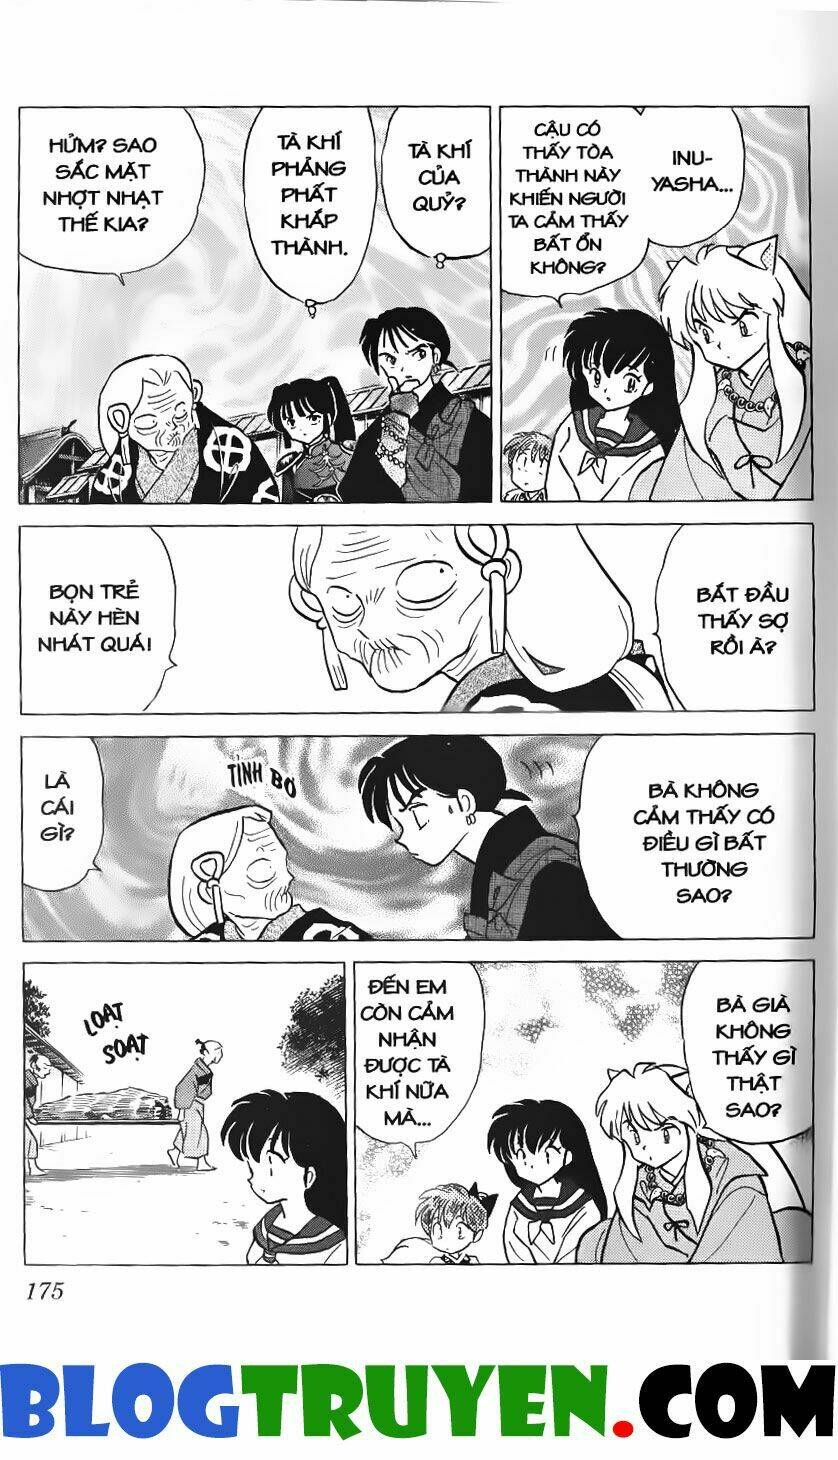 INU-
YASHA...
CẬU CÓ
THẤY TÒA
THÀNH NÀY
KHIẾN NGƯỜI
TA CẢM THẤY
BẤT ỔN
KHÔNG?
TÀ KHÍ
CỦA
QUỶ?
TÀ KHÍ
PHẢNG
PHẤT
KHẮP
THÀNH.
HỬM? SAO
SẮC MẶT
NHỢT NHẠT
THẾ KIA?
BẮT ĐẦU
THẤY SỢ
RỒI À?
BỌN TRẺ
NÀY HÈN
NHÁT QUÁ!
BÀ KHÔNG
CẢM THẤY CÓ
ĐIỀU GÌ BẤT
THƯỜNG
SAO?
TỈNH BƠ
LÀ
CÁI
GÌ?
BÀ GIÀ
KHÔNG
THẤY GÌ
THẬT
SAO?
ĐẾN EM
CÒN CẢM
NHẬN
ĐƯỢC TÀ
KHÍ NỮA
MÀ...
LOẠT
SOẠT
175
BLOGTRUYEN.COM